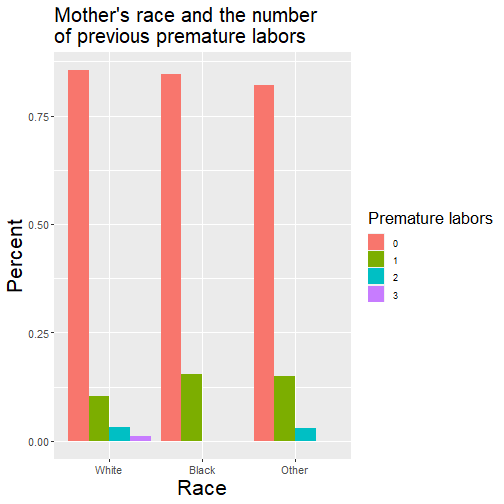 Mother's race and the number
of previous premature labors
Percent
0.75
0.50
0.25
0.00
White Black Other
Race
Premature labors
0
1
2
3